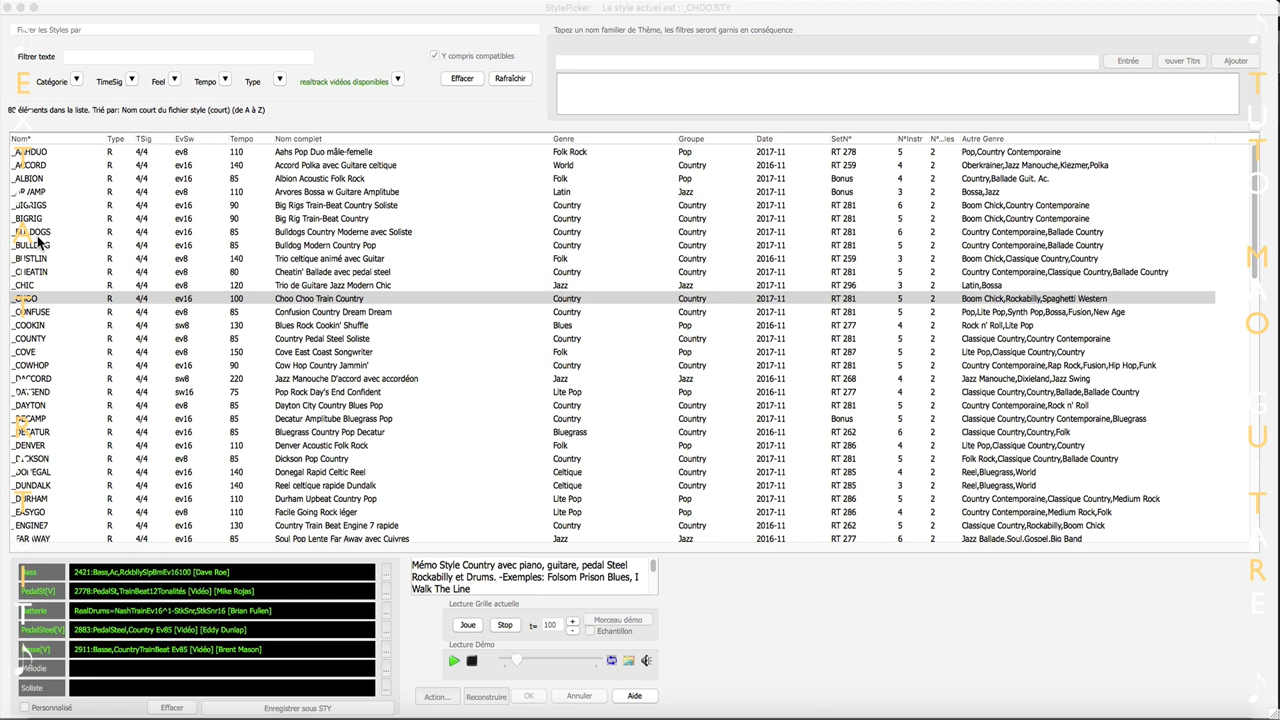 StylePicker Le style actuel est : _CHOO.STY
Filtrer les Styles par
Tapez un nom familier de Thème, les filtres seront garnis en conséquence
Filtrer texte
Y compris compatibles
Entrée
Ajouter
Catégorie TimeSig Feel Tempo Type realtrack vidéos disponibles Effacer Rafraîchir
éléments dans la liste. Trié par: Nom court du fichier style (court) (de A à Z)
Nom* Type TSig EvSw Tempo Nom complet Genre Groupe Date SetN° N°Instr N°...les Autre Genre
_AAHDUO R 4/4 ev8 110 Aahs Pop Duo mâle-femelle Folk Rock Pop 2017-11 RT 278 5 2 Pop,Country Contemporaine
_ACCORD R 4/4 ev16 140 Accord Polka avec Guitare celtique World Country 2017-11 RT 259 4 2 Oberkrainer,Jazz Manouche,Klezmer,Polka
_ALBION R 4/4 ev16 85 Albion Acoustic Folk Rock Folk Pop 2017-11 Bonus 4 2 Country,Ballade Guit. Ac.
R 4/4 ev8 110 Arvores Bossa w Guitare Amplitube Latin Jazz 2017-11 Bonus 3 2 Bossa,Jazz
_BIGRIGS R 4/4 ev16 90 Big Rigs Train-Beat Country Soliste Country Country 2017-11 RT 281 6 2 Boom Chick,Country Contemporaine
_BIGRIG R 4/4 ev16 90 Big Rig Train-Beat Country Country Country 2017-11 RT 281 5 2 Boom Chick,Country Contemporaine
R 4/4 ev16 85 Bulldogs Country Moderne avec Soliste Country Country 2017-11 RT 281 6 2 Country Contemporaine,Ballade Country
R 4/4 ev16 85 Bulldog Modern Country Pop Country Country 2017-11 RT 281 5 2 Country Contemporaine,Ballade Country
_BUSTLIN R 4/4 ev8 140 Trio celtique animé avec Guitar Folk Country 2017-11 RT 259 3 2 Boom Chick,Classique Country,Country
_CHEATIN R 4/4 ev8 80 Cheatin' Ballade avec pedal steel Country Country 2017-11 RT 281 5 2 Country Contemporaine,Classique Country,Ballade Country
_CHIC R 4/4 ev8 120 Trio de Guitare Jazz Modern Chic Jazz Jazz 2017-11 RT 296 3 2 Latin,Bossa
_CHOO R 4/4 ev16 100 Choo Choo Train Country Country Country 2017-11 RT 281 5 2 Boom Chick,Rockabilly,Spaghetti Western
_CONFUSE R 4/4 ev8 85 Confusion Country Dream Dream Country Country 2017-11 RT 281 5 2 Pop,Lite Pop,Synth Pop,Bossa,Fusion,New Age
_COOKIN R 4/4 sw8 130 Blues Rock Cookin' Shuffle Blues Pop 2016-11 RT 277 4 2 Rock n' Roll,Lite Pop
_COUNTY R 4/4 ev8 85 Country Pedal Steel Soliste Country Country 2017-11 RT 281 5 2 Classique Country,Country Contemporaine
_COVE R 4/4 ev8 150 Cove East Coast Songwriter Folk Pop 2017-11 RT 287 3 2 Lite Pop,Classique Country,Country
_COWHOP R 4/4 ev16 90 Cow Hop Country Jammin' Country Country 2017-11 RT 281 6 2 Country Contemporaine,Rap Rock,Fusion,Hip Hop,Funk
_DACCORD R 4/4 sw8 220 Jazz Manouche D'accord avec accordéon Jazz Jazz 2016-11 RT 268 4 2 Jazz Manouche,Dixieland,Jazz Swing
_DAYSEND R 4/4 sw16 75 Pop Rock Day's End Confident Country Pop 2016-11 RT 277 4 2 Classique Country,Ballade,Ballade Country
_DAYTON R 4/4 ev8 85 Dayton City Country Blues Pop Country Country 2017-11 RT 281 5 2 Country Contemporaine,Rock n' Roll
_DECAMP R 4/4 ev16 85 Decatur Amplitube Bluegrass Pop Country Country 2016-11 Bonus 6 2 Classique Country,Country Contemporaine,Bluegrass
_DECATUR R 4/4 ev16 85 Bluegrass Country Pop Decatur Bluegrass Country 2016-11 RT 262 6 2 Classique Country,Folk
_DENVER R 4/4 ev16 110 Denver Acoustic Folk Rock Folk Pop 2017-11 RT 286 4 2 Lite Pop,Classique Country,Country
_DICKSON R 4/4 ev8 85 Dickson Pop Country Country Country 2017-11 RT 281 5 2 Folk Rock,Classique Country,Ballade Country
_DONEGAL R 4/4 ev16 140 Donegal Rapid Celtic Reel Celtique Country 2017-11 RT 285 4 2 Reel,Bluegrass,World
_DUNDALK R 4/4 ev16 140 Reel celtique rapide Dundalk Celtique Country 2017-11 RT 285 3 2 Reel,Bluegrass,World
_DURHAM R 4/4 ev16 110 Durham Upbeat Country Pop Lite Pop Country 2017-11 RT 286 5 2 Country Contemporaine,Classique Country,Medium Rock
_EASYGO R 4/4 ev8 110 Facile Going Rock léger Lite Pop Country 2017-11 RT 286 4 2 Country Contemporaine,Medium Rock,Folk
_ENGINE7 R 4/4 ev16 130 Country Train Beat Engine 7 rapide Country Country 2016-11 RT 262 5 2 Classique Country,Rockabilly,Boom Chick
_FARAWAY R 4/4 ev16 85 Soul Pop Lente Far Away avec Cuivres Jazz Country 2016-11 RT 261 6 2 Jazz Ballade,Soul,Gospel,Big Band
2421:Bass,Ac,RckbllySlpBmEv16100 [Dave Roe]
PedalSt[V] 2778:PedalSt,TrainBeat12Tonalités [Vidéo] [Mike Rojas]
Batterie RealDrums=NashTrainEv16^1-StkSnr,StkSnr16 [Brian Fullen]
PedalSteel[V] 2883:PedalSteel,Country Ev85 [Vidéo] [Eddy Dunlap]
Basse[V] 2911:Basse,CountryTrainBeat Ev85 [Vidéo] [Brent Mason]
Mélodie
Soliste
Personnalisé Effacer Enregistrer sous STY
Mémo Style Country avec piano, guitare, pedal Steel
Rockabilly et Drums. -Exemples: Folsom Prison Blues, I
Walk The Line
Lecture Grille actuelle
Joue Stop t= 100 + - Morceau démo
Echantillon
Lecture Démo
Action... Reconstruire OK Annuler Aide
TUTO MAO GUITARE